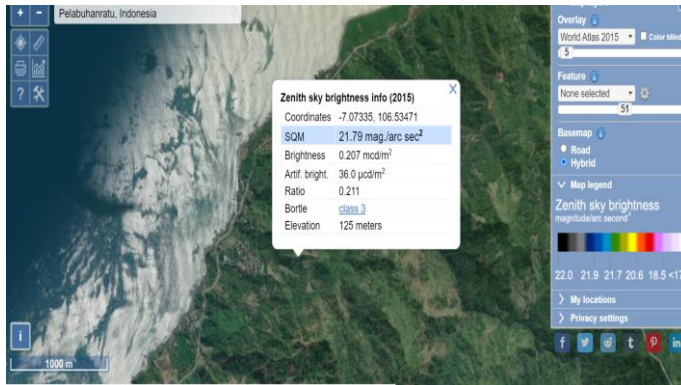 + -
Pelabuhanratu, Indonesia
?
Zenith sky brightness info (2015)
X
Coordinates -7.07335, 106.53471
SQM 21.79 mag./arc sec²
Brightness 0.207 mcd/m²
Artif. bright. 36.0 μcd/m²
Ratio 0.211
Bortle class 3
Elevation 125 meters
i
1000 m
Overlay i
World Atlas 2015 Color blind
5
Feature i
None selected
51
Basemap i
Road
Hybrid
Map legend
Zenith sky brightness
magnitude/arc second²
22.0 21.9 21.7 20.6 18.5 <17
My locations
Privacy settings
f t in